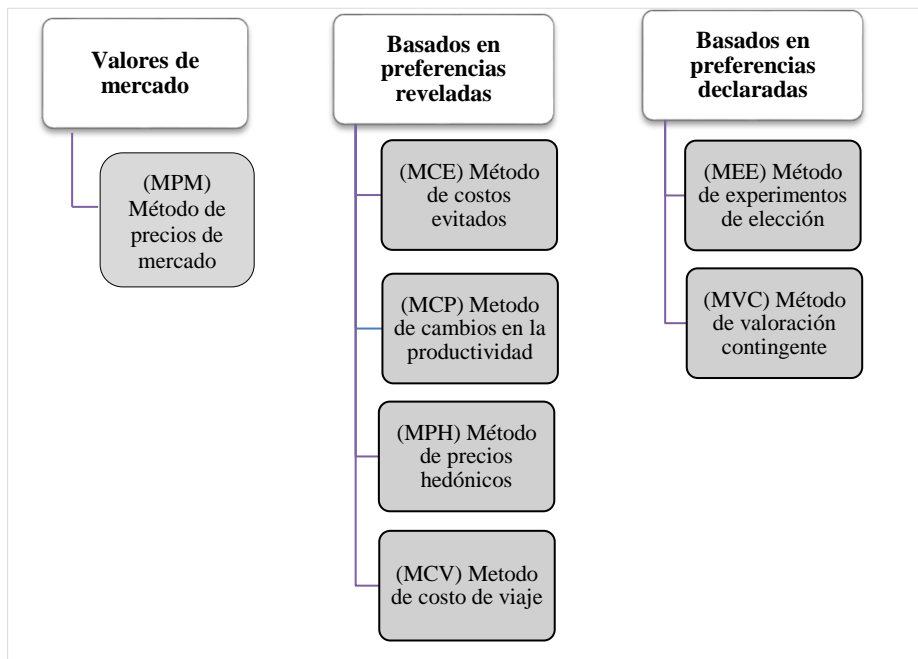 Valores de
mercado
(MPM)
Método de
precios de
mercado
Basados en
preferencias
reveladas
(MCE) Método
de costos
evitados
(MCP) Metodo
de cambios en la
productividad
(MPH) Método
de precios
hedónicos
(MCV) Metodo
de costo de viaje
Basados en
preferencias
declaradas
(MEE) Método
de experimentos
de elección
(MVC) Método
de valoración
contingente